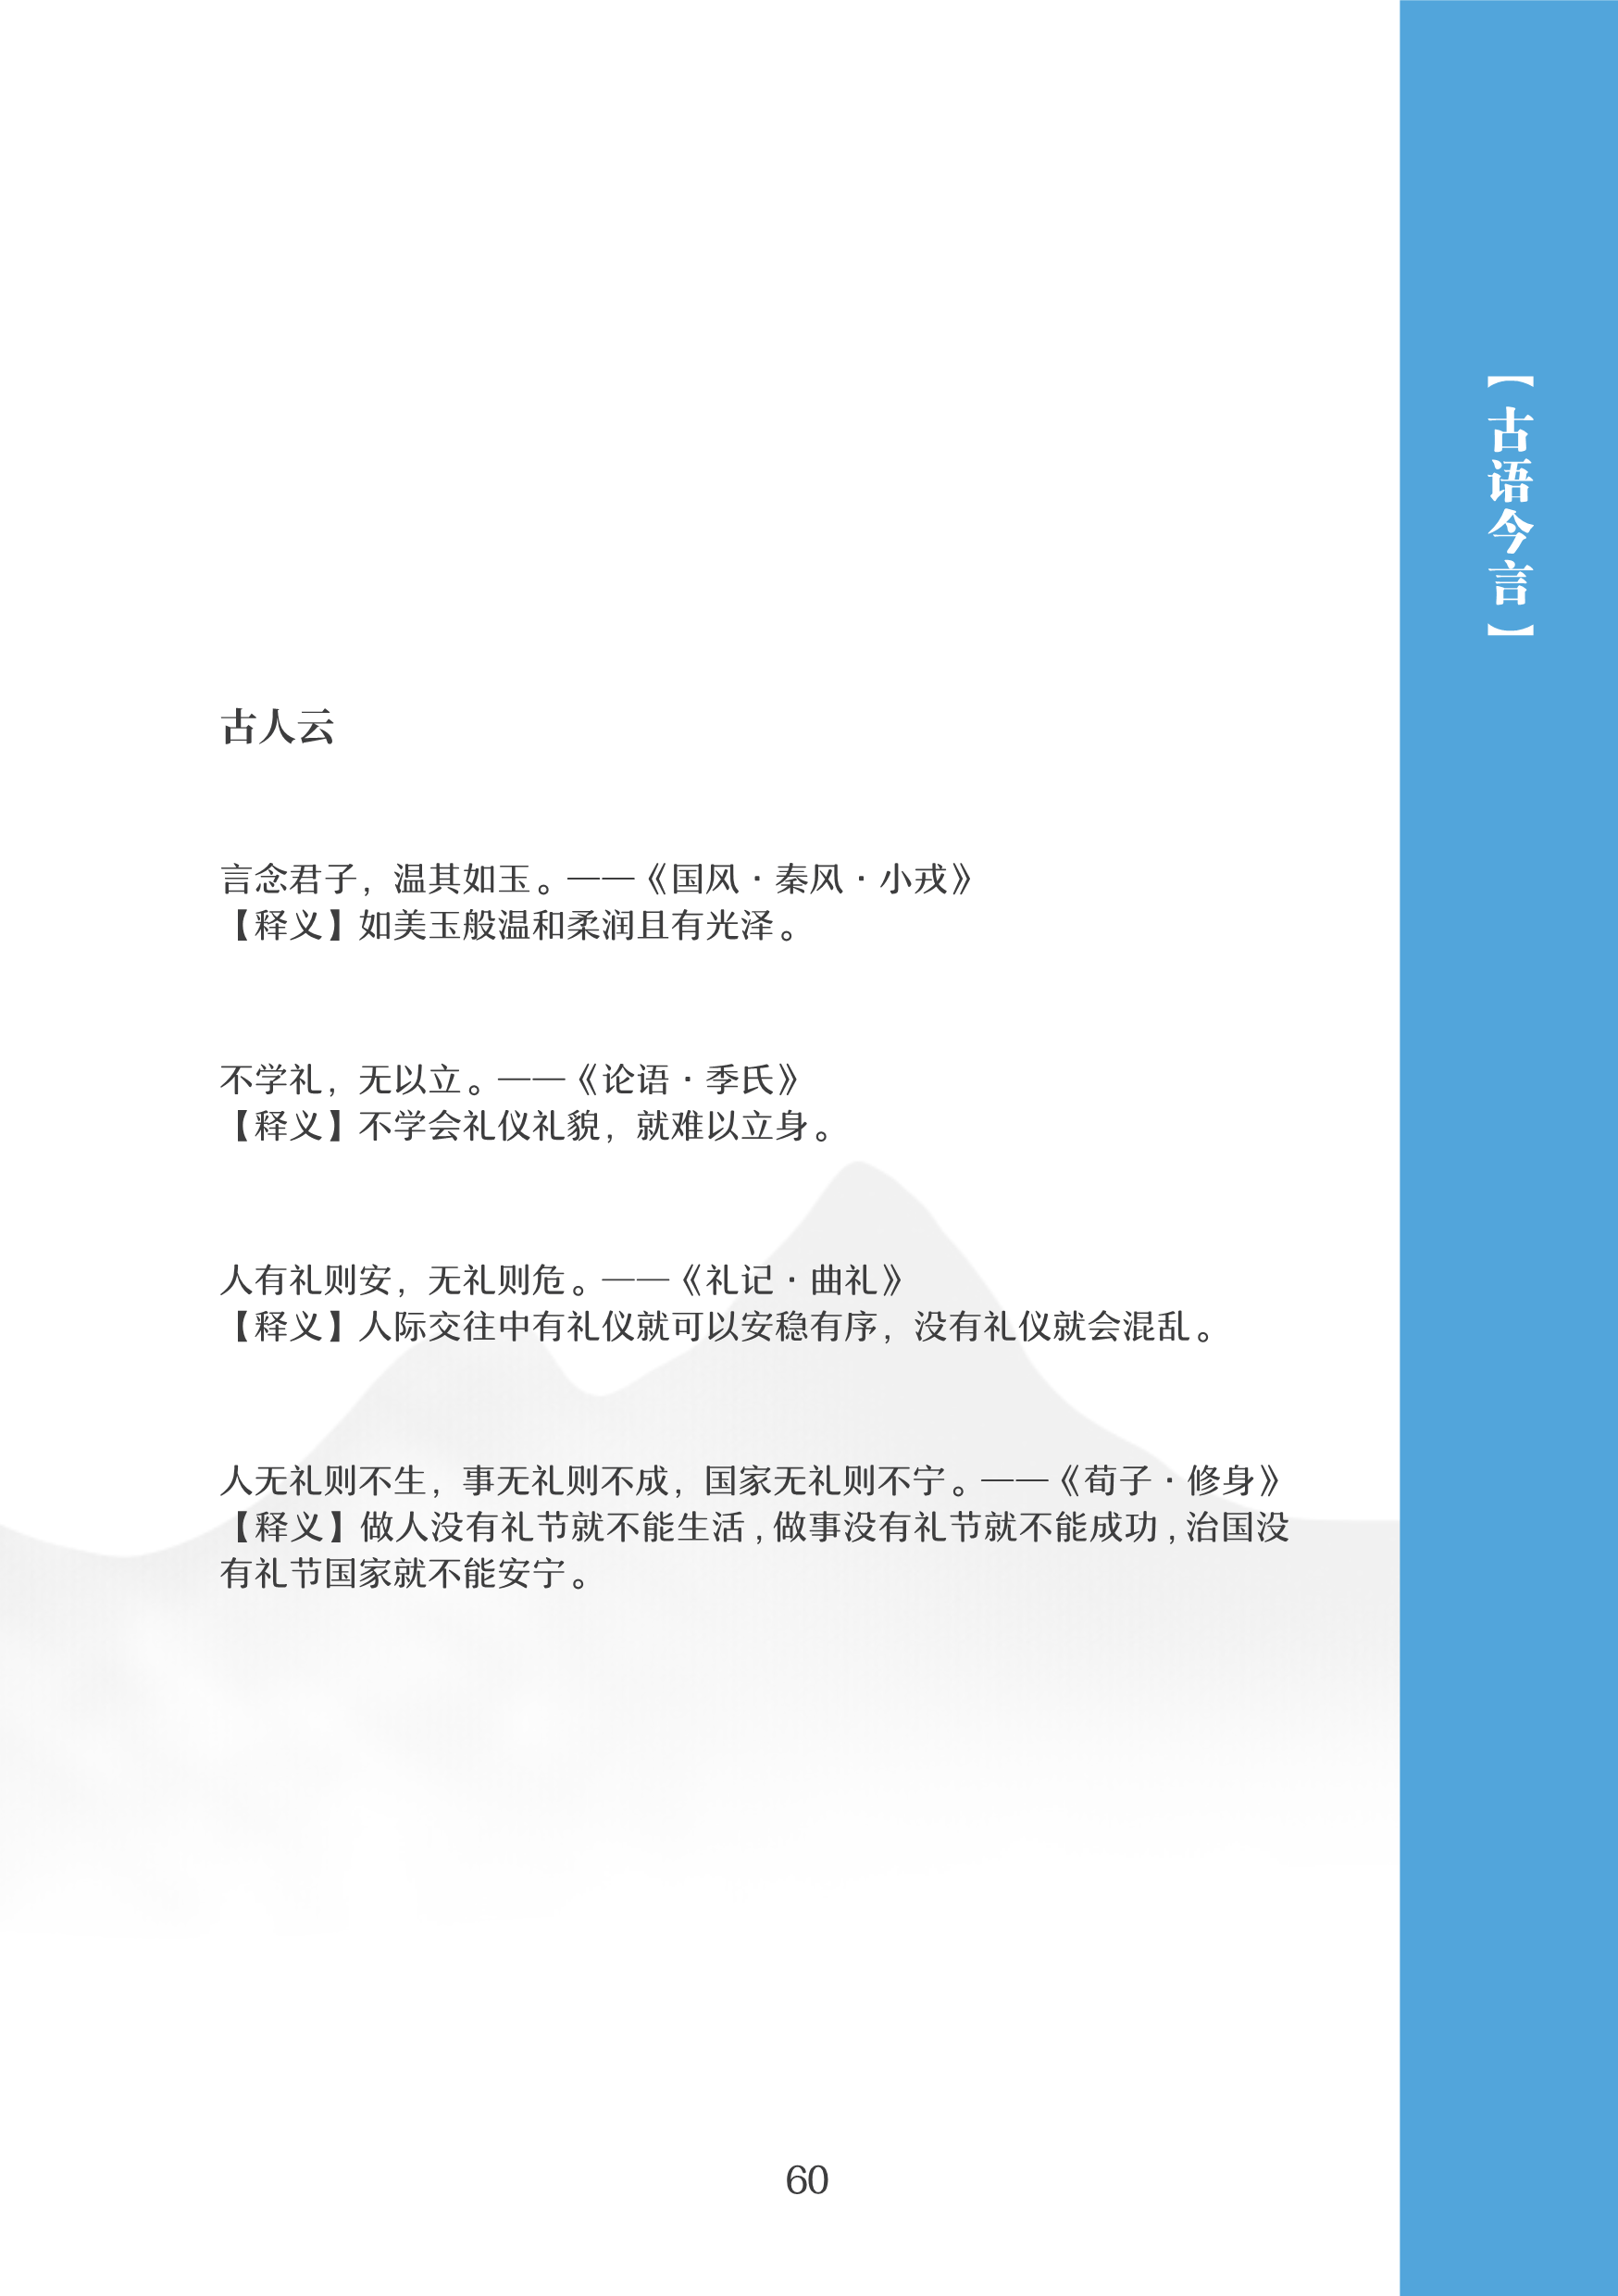 【古语今言】
古人云
言念君子，温其如玉。——《国风·秦风·小戎》
【释义】如美玉般温和柔润且有光泽。
不学礼，无以立。——《论语·季氏》
【释义】不学会礼仪礼貌，就难以立身。
人有礼则安，无礼则危。——《礼记·曲礼》
【释义】人际交往中有礼仪就可以安稳有序，没有礼仪就会混乱。
人无礼则不生，事无礼则不成，国家无礼则不宁。——《荀子·修身》
【释义】做人没有礼节就不能生活,做事没有礼节就不能成功,治国没
有礼节国家就不能安宁。
60